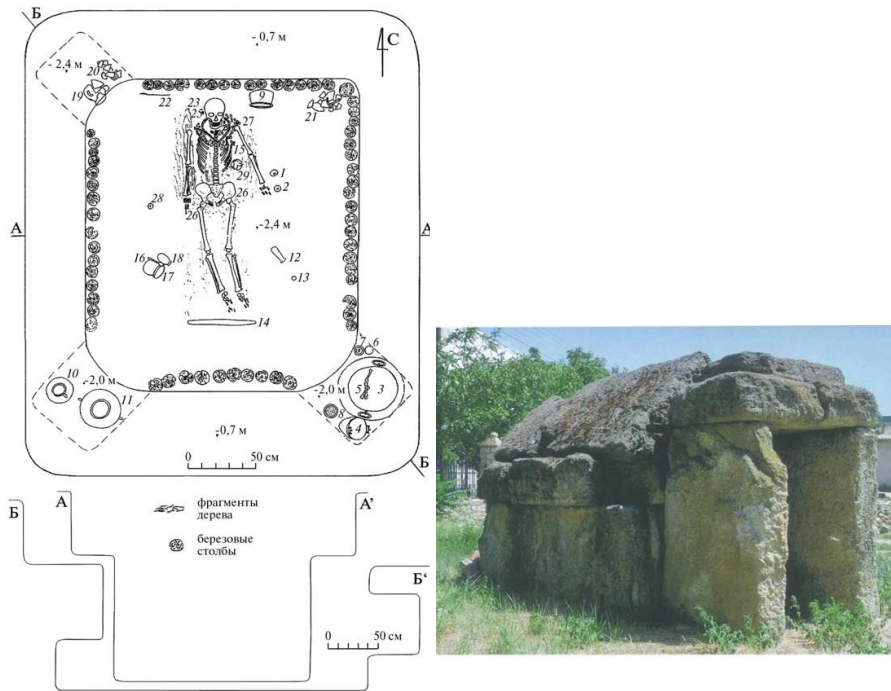 Б
- 0,7 м
С
- 2,4 м
20
19
22
23
25
9
21
27
15
1
29
2
28
26
26
-2,4 м
А
А
16
18
17
12
13
14
7
6
10
-2,0 м
11
-2,0 м
5
3
8
4
-0,7 м
0
50 см
Б
Б
А
А'
фрагменты
дерева
березовые
столбы
Б'
0
50 см